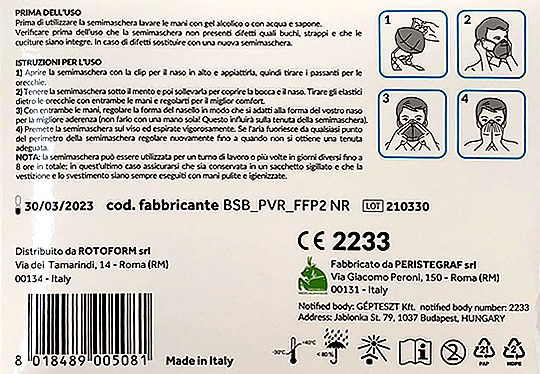 PRIMA DELL'USO
Prima di utilizzare la semimaschera lavare le mani con gel alcolico o con acqua e sapone.
Verificare prima dell'uso che la semimaschera non presenti difetti quali buchi, strappi e che le
cuciture siano integre. In caso di difetti sostituire con una nuova semimaschera.
ISTRUZIONI PER L'USO
1) Aprire la semimaschera con la clip per il naso in alto e appiattirla, quindi tirare i passanti per le
orecchie.
2) Tenere la semimaschera sotto il mento e poi sollevarla per coprire la bocca e il naso. Tirare gli elastici
dietro le orecchie con entrambe le mani e regolarti per il miglior comfort.
3) Con entrambe le mani, regolare la forma del nasello in modo che si adatti alla forma del vostro naso
per la migliore aderenza (non farlo con una mano sola! Questo influirà sulla tenuta della semimaschera).
4) Premete la semimaschera sul viso ed espirate vigorosamente. Se l'aria fuoriesce da qualsiasi punto
del perimetro della semimaschera regolare nuovamente fino a quando non si ottiene una tenuta
adeguata.
NOTA: la semimaschera può essere utilizzata per un turno di lavoro o più volte in giorni diversi fino a
8 ore in totale; in quest'ultimo caso assicurarsi che sia conservata in un sacchetto sigillato e che la
vestizione e lo svestimento siano sempre eseguiti con mani pulite e igienizzate.
1
2
3
4
30/03/2023 cod. fabbricante BSB_PVR_FFP2 NR LOT 210330
CE 2233
Distribuito da ROTOFORM srl
Via dei Tamarindi, 14 - Roma (RM)
00134 - Italy
Fabbricato da PERISTEGRAF srl
Via Giacomo Peroni, 150 - Roma (RM)
00131 - Italy
Notified body: GÉPTESZT Kft. notified body number: 2233
Address: Jablonka St. 79, 1037 Budapest, HUNGARY
8 018489 005081
Made in Italy
-30°C
+40°C
< 80 %
21
PAP
2
HDPE